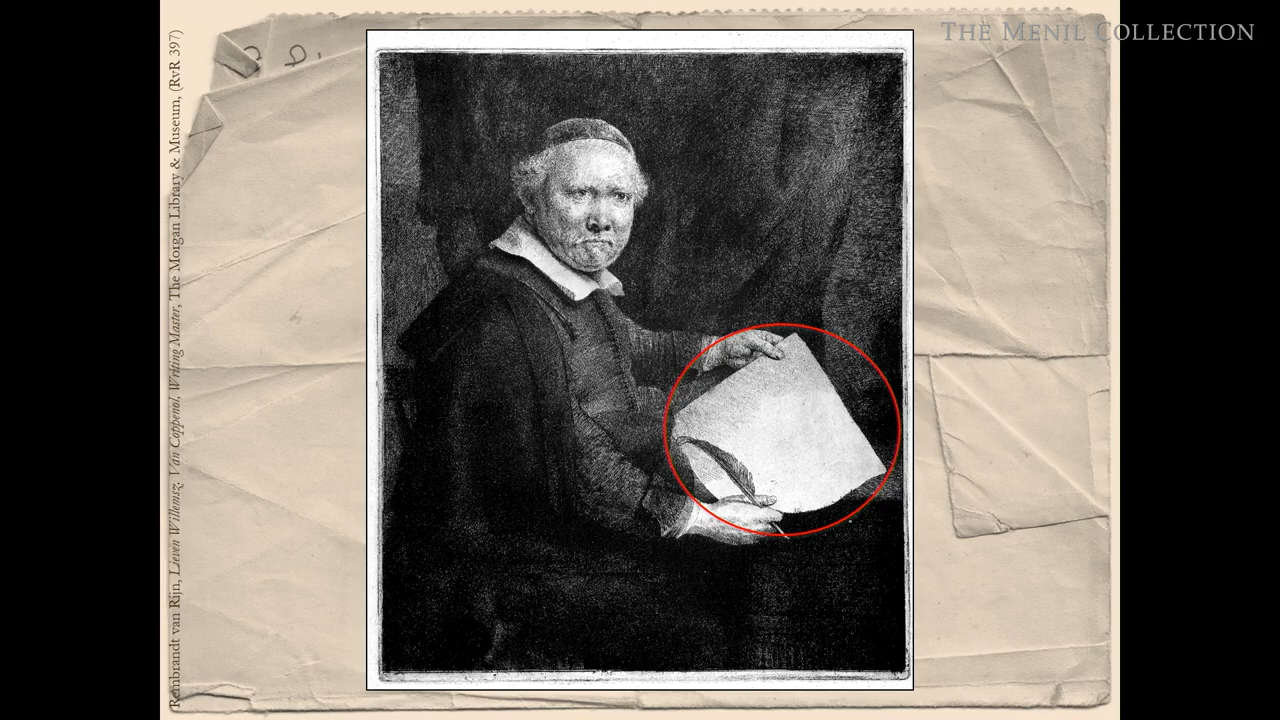 THE MENIL COLLECTION
Rembrandt van Rijn, Lieven Willemsz. Van Coppenol, Writing Master, The Morgan Library & Museum, (RvR 397)